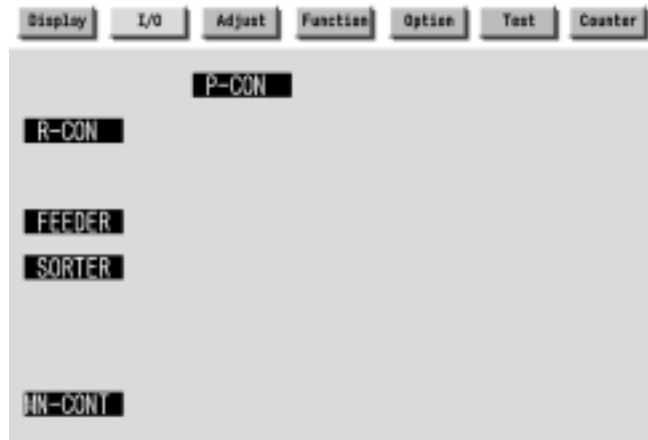 Display I/O Adjust Function Option Test Counter
P-CON
R-CON
FEEDER
SORTER
MN-CONT